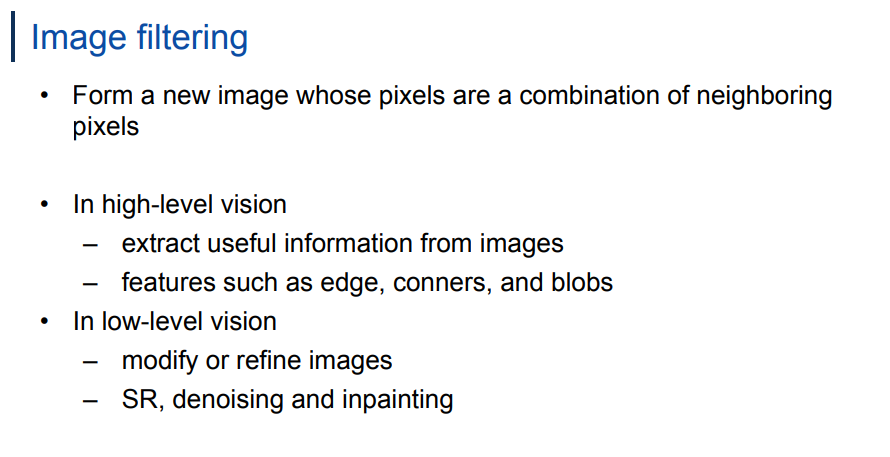 Image filtering
• Form a new image whose pixels are a combination of neighboring
pixels
• In high-level vision
– extract useful information from images
– features such as edge, conners, and blobs
• In low-level vision
– modify or refine images
– SR, denoising and inpainting